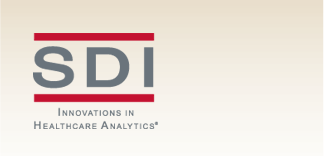 SDI
INNOVATIONS IN
HEALTHCARE ANALYTICS®